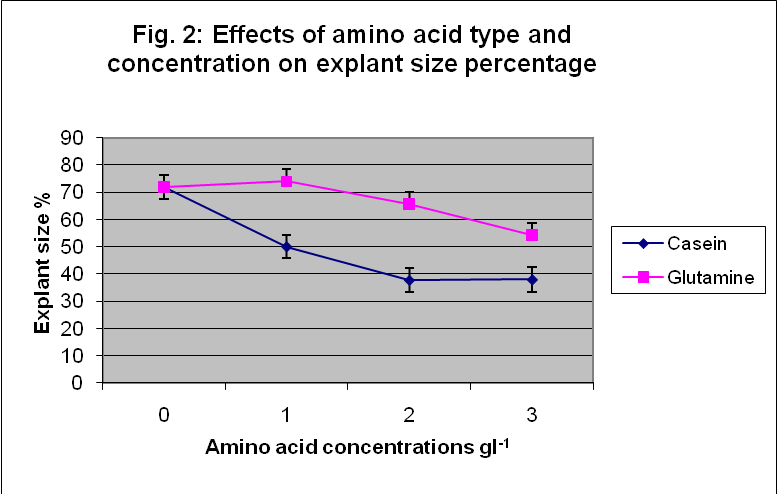 Fig. 2: Effects of amino acid type and
concentration on explant size percentage
Explant size %
90
80
70
60
50
40
30
20
10
0
0 1 2 3
Amino acid concentrations gl⁻¹
Casein
Glutamine